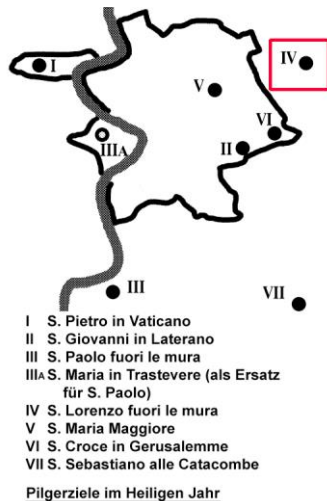 I
IV
V
VI
IIIA
II
III
VII
I S. Pietro in Vaticano
II S. Giovanni in Laterano
III S. Paolo fuori le mura
IIIA S. Maria in Trastevere (als Ersatz
für S. Paolo)
IV S. Lorenzo fuori le mura
V S. Maria Maggiore
VI S. Croce in Gerusalemme
VII S. Sebastiano alle Catacombe
Pilgerziele im Heiligen Jahr